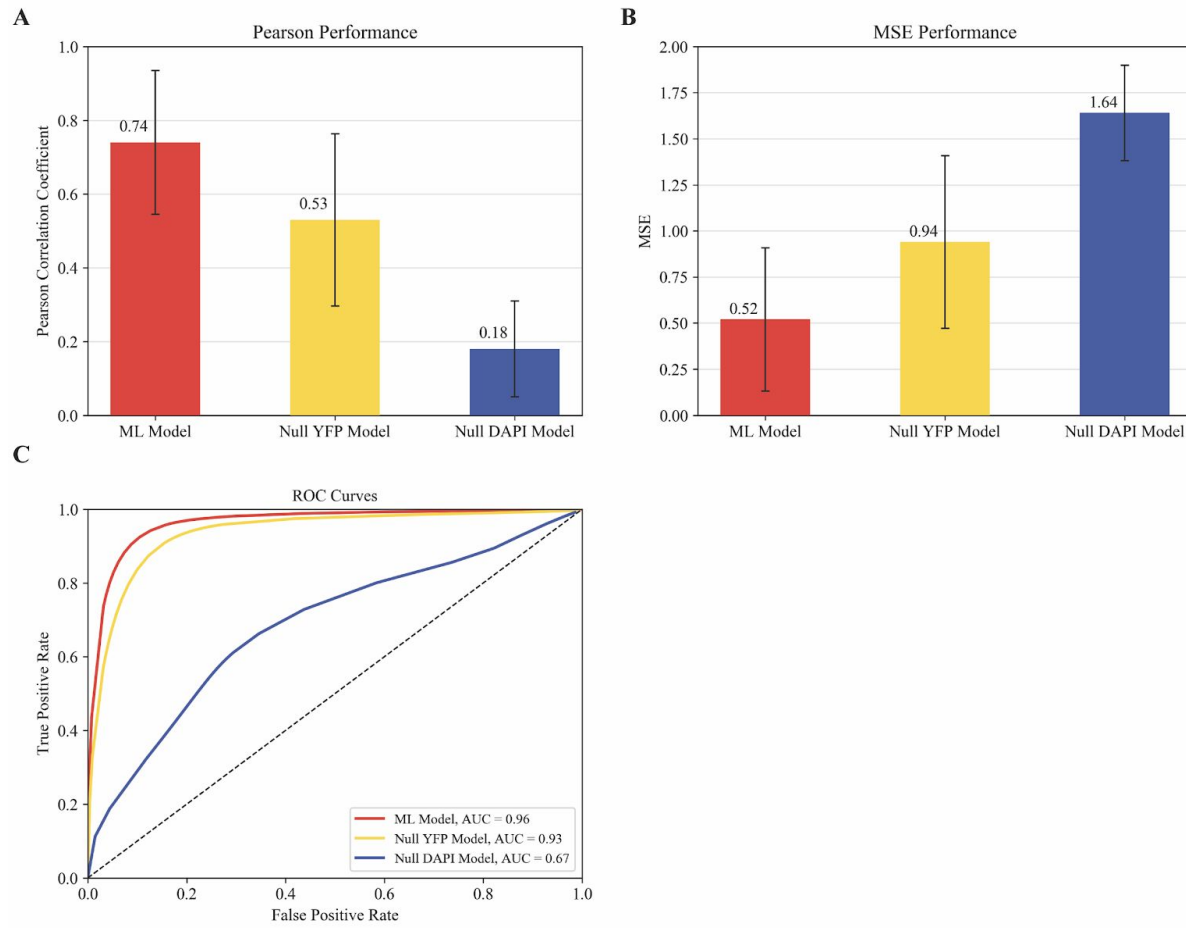 A
Pearson Performance
Pearson Correlation Coefficient
1.0
0.8
0.6
0.4
0.2
0.0
0.74
0.53
0.18
ML Model
Null YFP Model
Null DAPI Model
B
MSE Performance
MSE
2.00
1.75
1.50
1.25
1.00
0.75
0.50
0.25
0.00
0.52
0.94
1.64
ML Model
Null YFP Model
Null DAPI Model
C
ROC Curves
True Positive Rate
1.0
0.8
0.6
0.4
0.2
0.0
ML Model, AUC = 0.96
Null YFP Model, AUC = 0.93
Null DAPI Model, AUC = 0.67
0.0
0.2
0.4
0.6
0.8
1.0
False Positive Rate